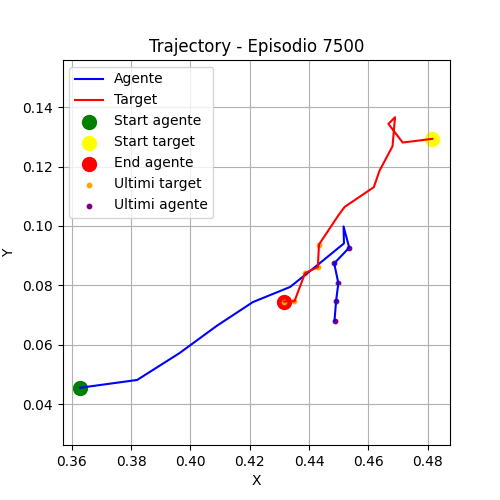 Trajectory - Episodio 7500
Agente
Target
Start agente
Start target
End agente
Ultimi target
Ultimi agente
Y
0.14
0.12
0.10
0.08
0.06
0.04
0.36
0.38
0.40
0.42
0.44
0.46
0.48
X